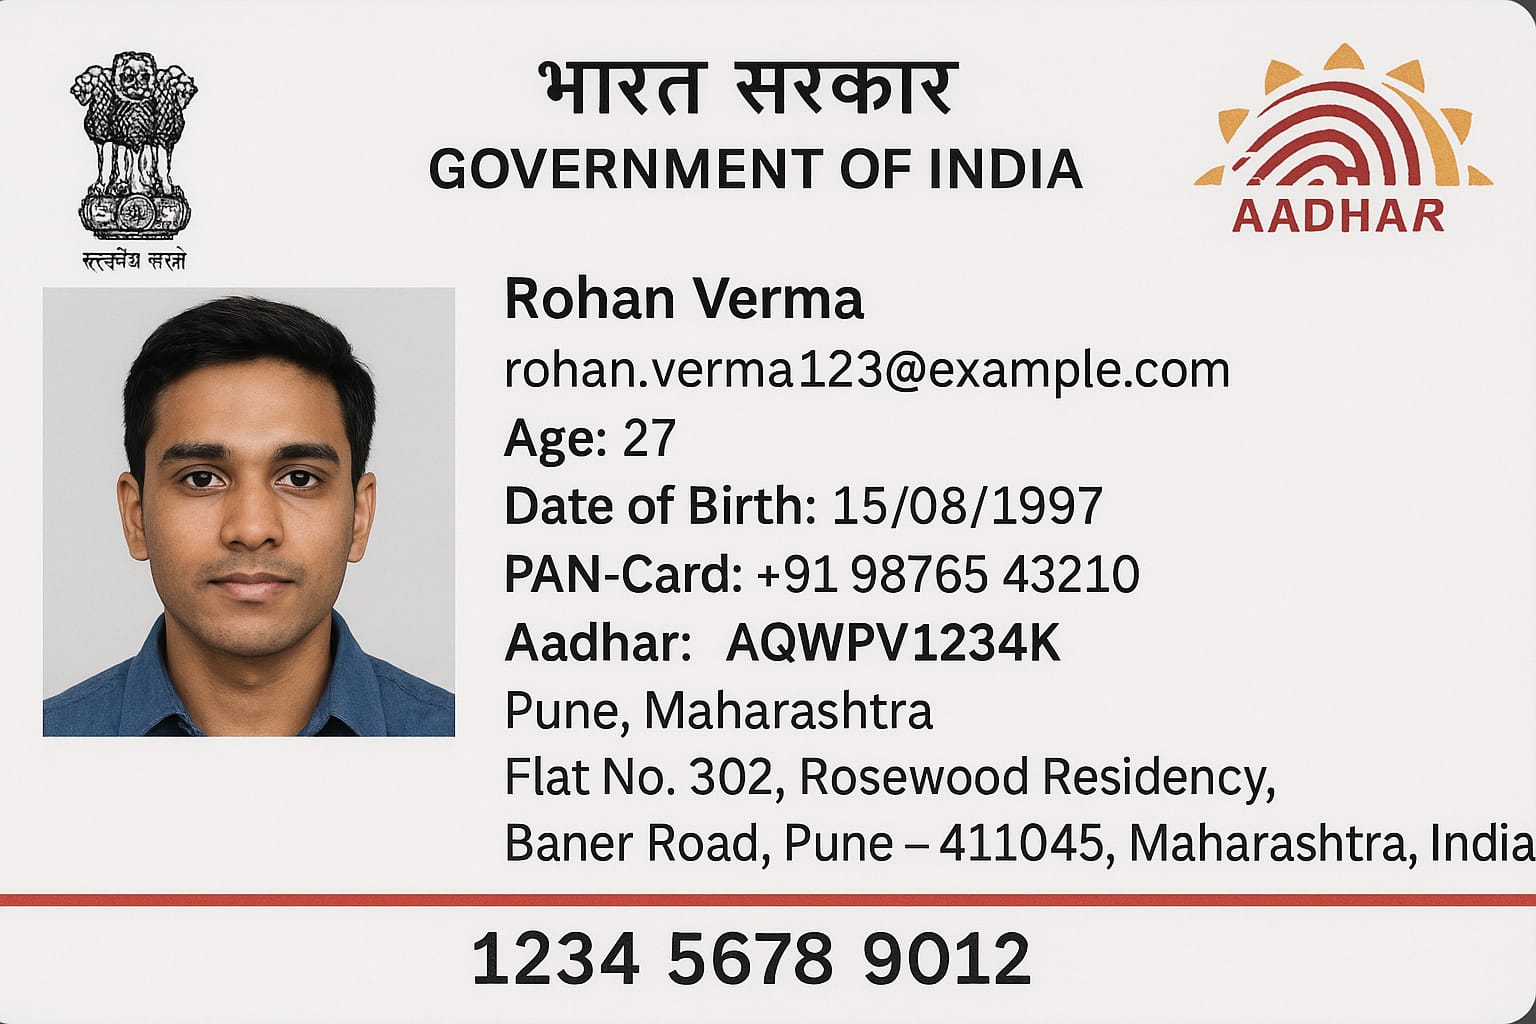 भारत सरकार
GOVERNMENT OF INDIA
AADHAR
Rohan Verma
rohan.verma123@example.com
Age: 27
Date of Birth: 15/08/1997
PAN-Card: +91 98765 43210
Aadhar: AQWPV1234K
Pune, Maharashtra
Flat No. 302, Rosewood Residency,
Baner Road, Pune – 411045, Maharashtra, India
1234 5678 9012